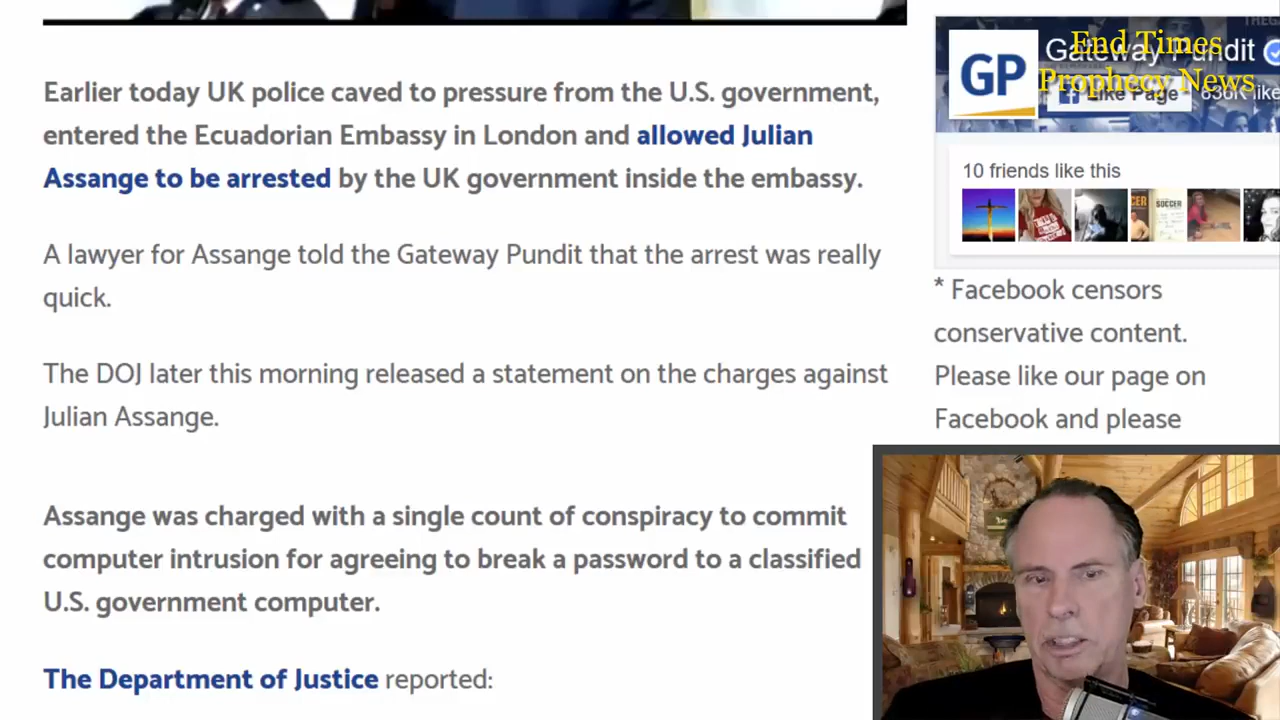 Earlier today UK police caved to pressure from the U.S. government,
entered the Ecuadorian Embassy in London and allowed Julian
Assange to be arrested by the UK government inside the embassy.
A lawyer for Assange told the Gateway Pundit that the arrest was really
quick.
The DOJ later this morning released a statement on the charges against
Julian Assange.
Assange was charged with a single count of conspiracy to commit
computer intrusion for agreeing to break a password to a classified
U.S. government computer.
The Department of Justice reported:
End Times
Prophecy News
GP
Gateway Pundit
Like Page
10 friends like this
SOCCER
* Facebook censors
conservative content.
Please like our page on
Facebook and please